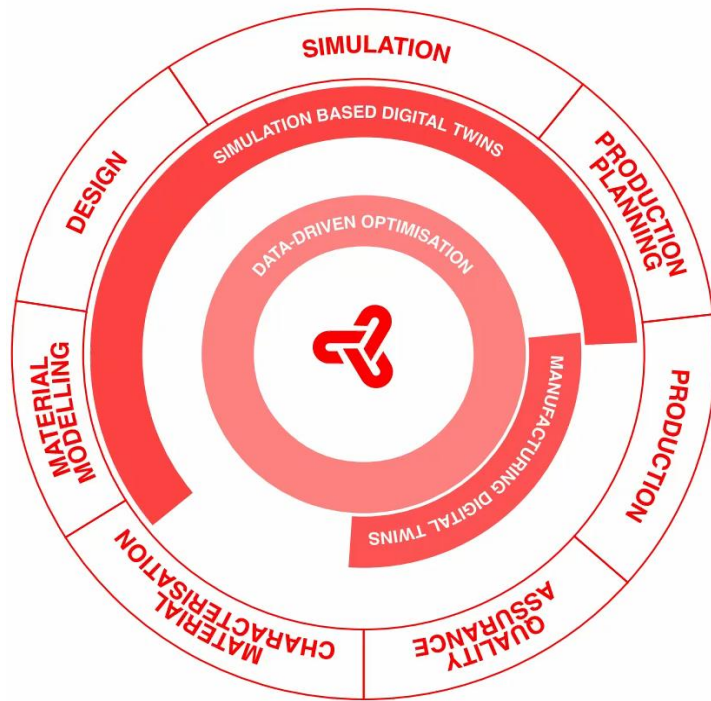 SIMULATION
PRODUCTION
PLANNING
PRODUCTION
QUALITY
ASSURANCE
MATERIAL
CHARACTERISATION
MATERIAL
MODELLING
DESIGN
SIMULATION BASED DIGITAL TWINS
MANUFACTURING DIGITAL TWINS
DATA-DRIVEN OPTIMISATION